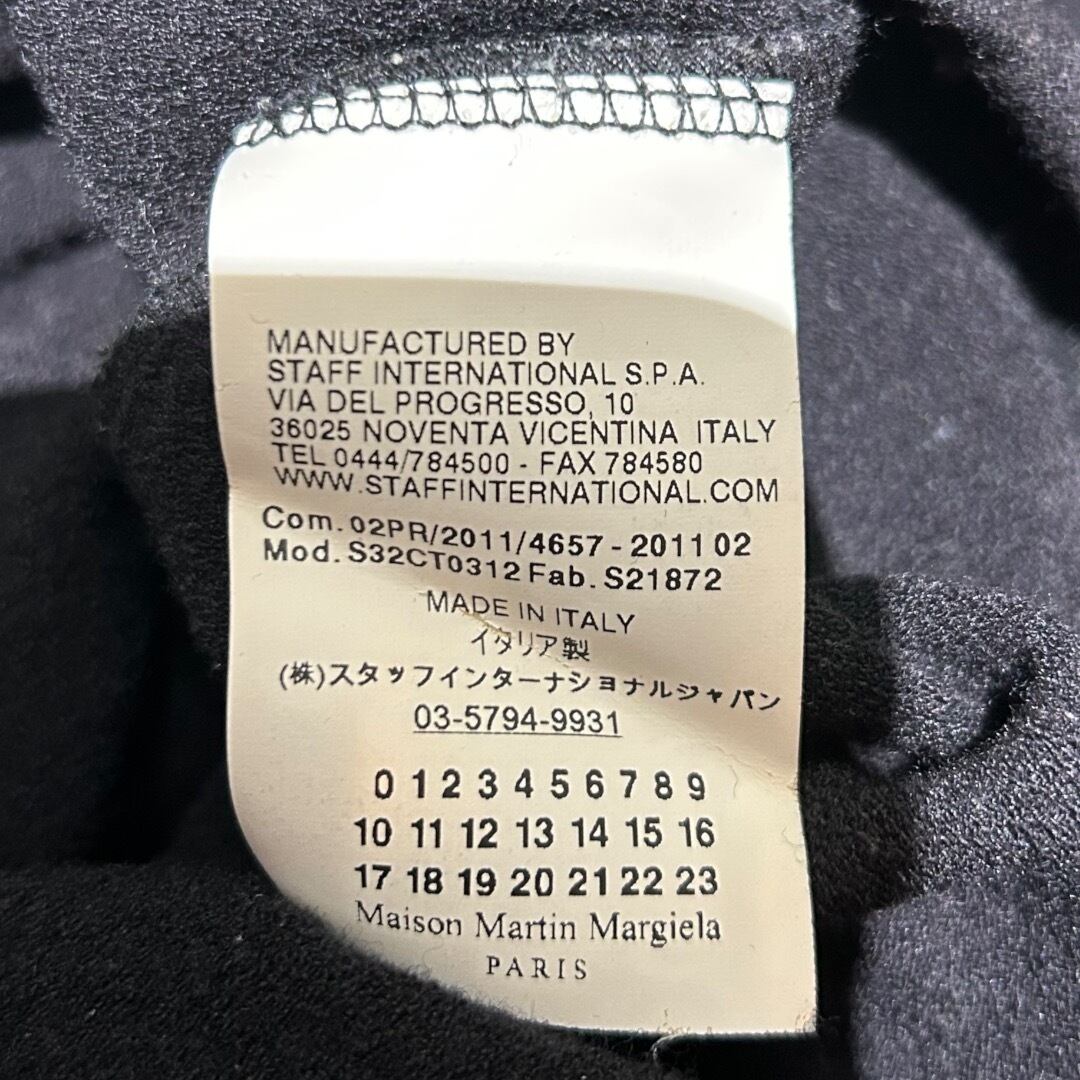 MANUFACTURED BY
STAFF INTERNATIONAL S.P.A.
VIA DEL PROGRESSO, 10
36025 NOVENTA VICENTINA ITALY
TEL 0444/784500 - FAX 784580
WWW.STAFFINTERNATIONAL.COM
Com. 02PR/2011/4657 - 2011 02
Mod. S32CT0312 Fab. S21872
MADE IN ITALY
イタリア製
(株)スタッフインターナショナルジャパン
03-5794-9931
0 1 2 3 4 5 6 7 8 9
10 11 12 13 14 15 16
17 18 19 20 21 22 23
Maison Martin Margiela
PARIS